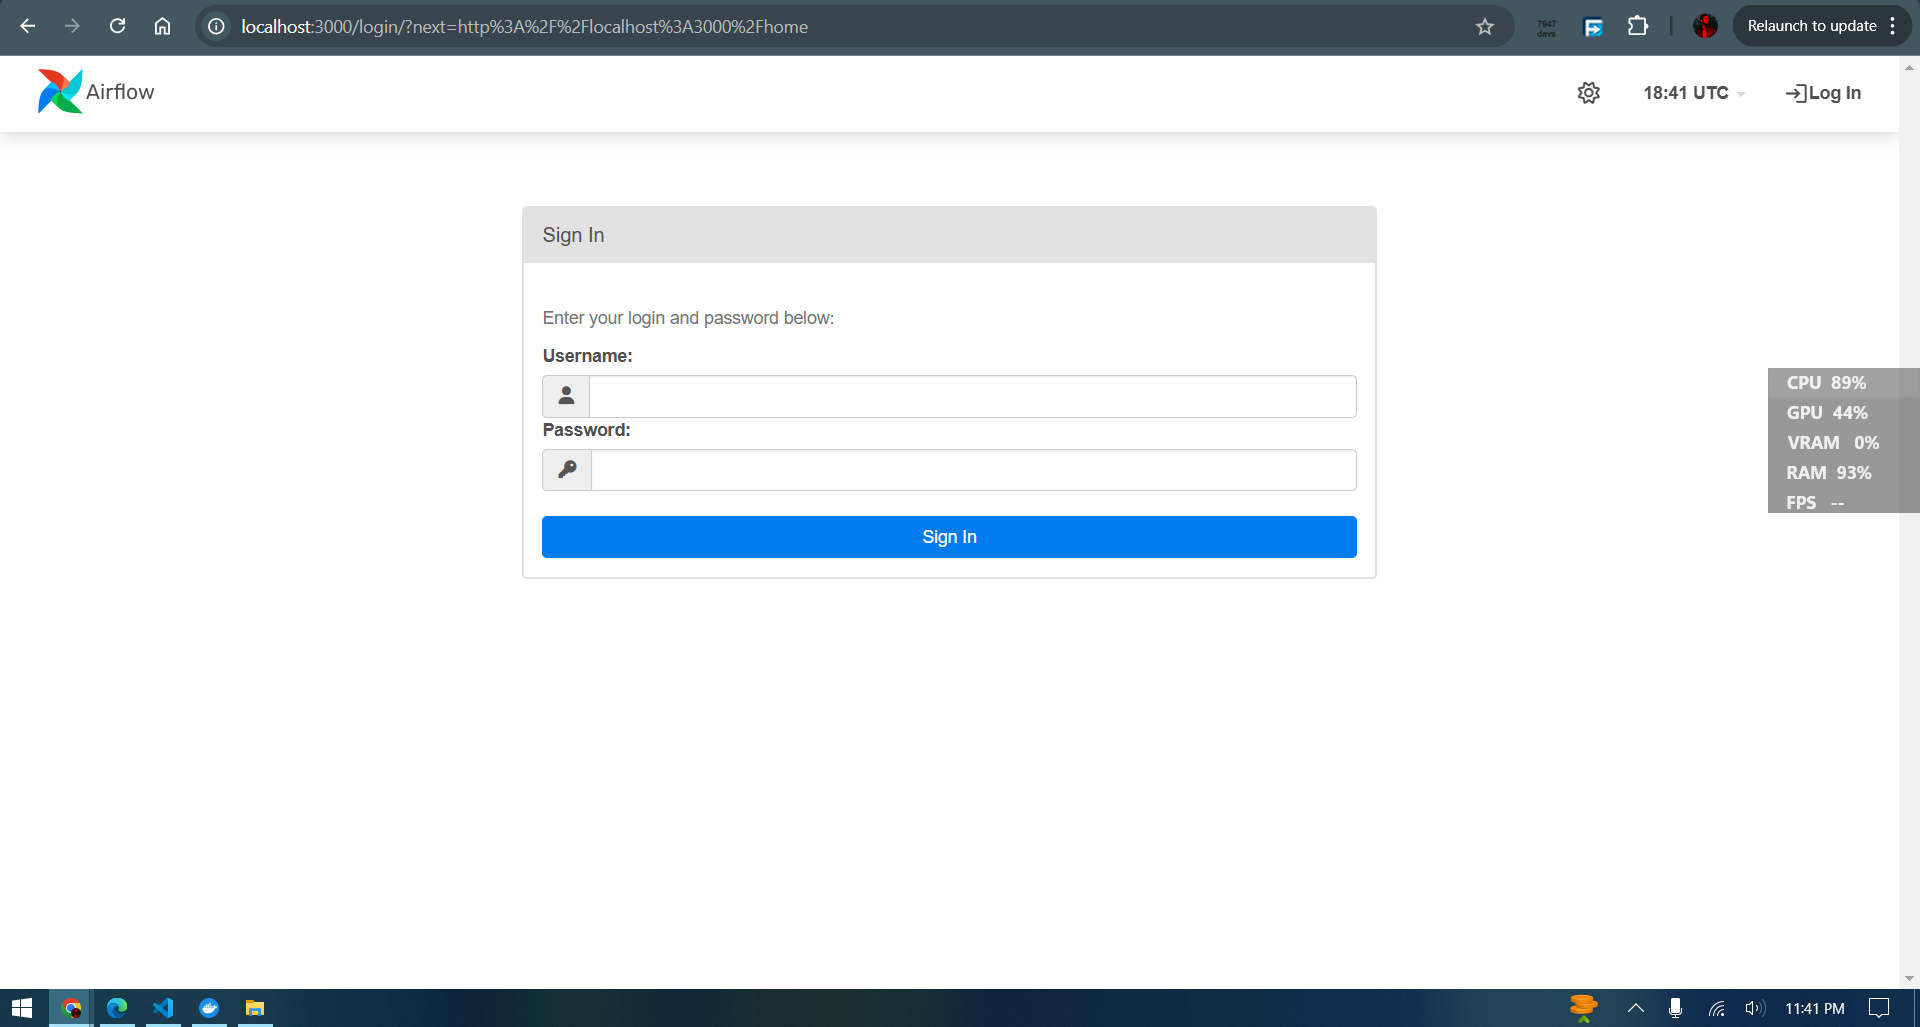 localhost:3000/login/?next=http%3A%2F%2Flocalhost%3A3000%2Fhome
7947
days
Relaunch to update
Airflow
18:41 UTC
Log In
Sign In
Enter your login and password below:
Username:
Password:
Sign In
CPU 89%
GPU 44%
VRAM 0%
RAM 93%
FPS --
11:41 PM